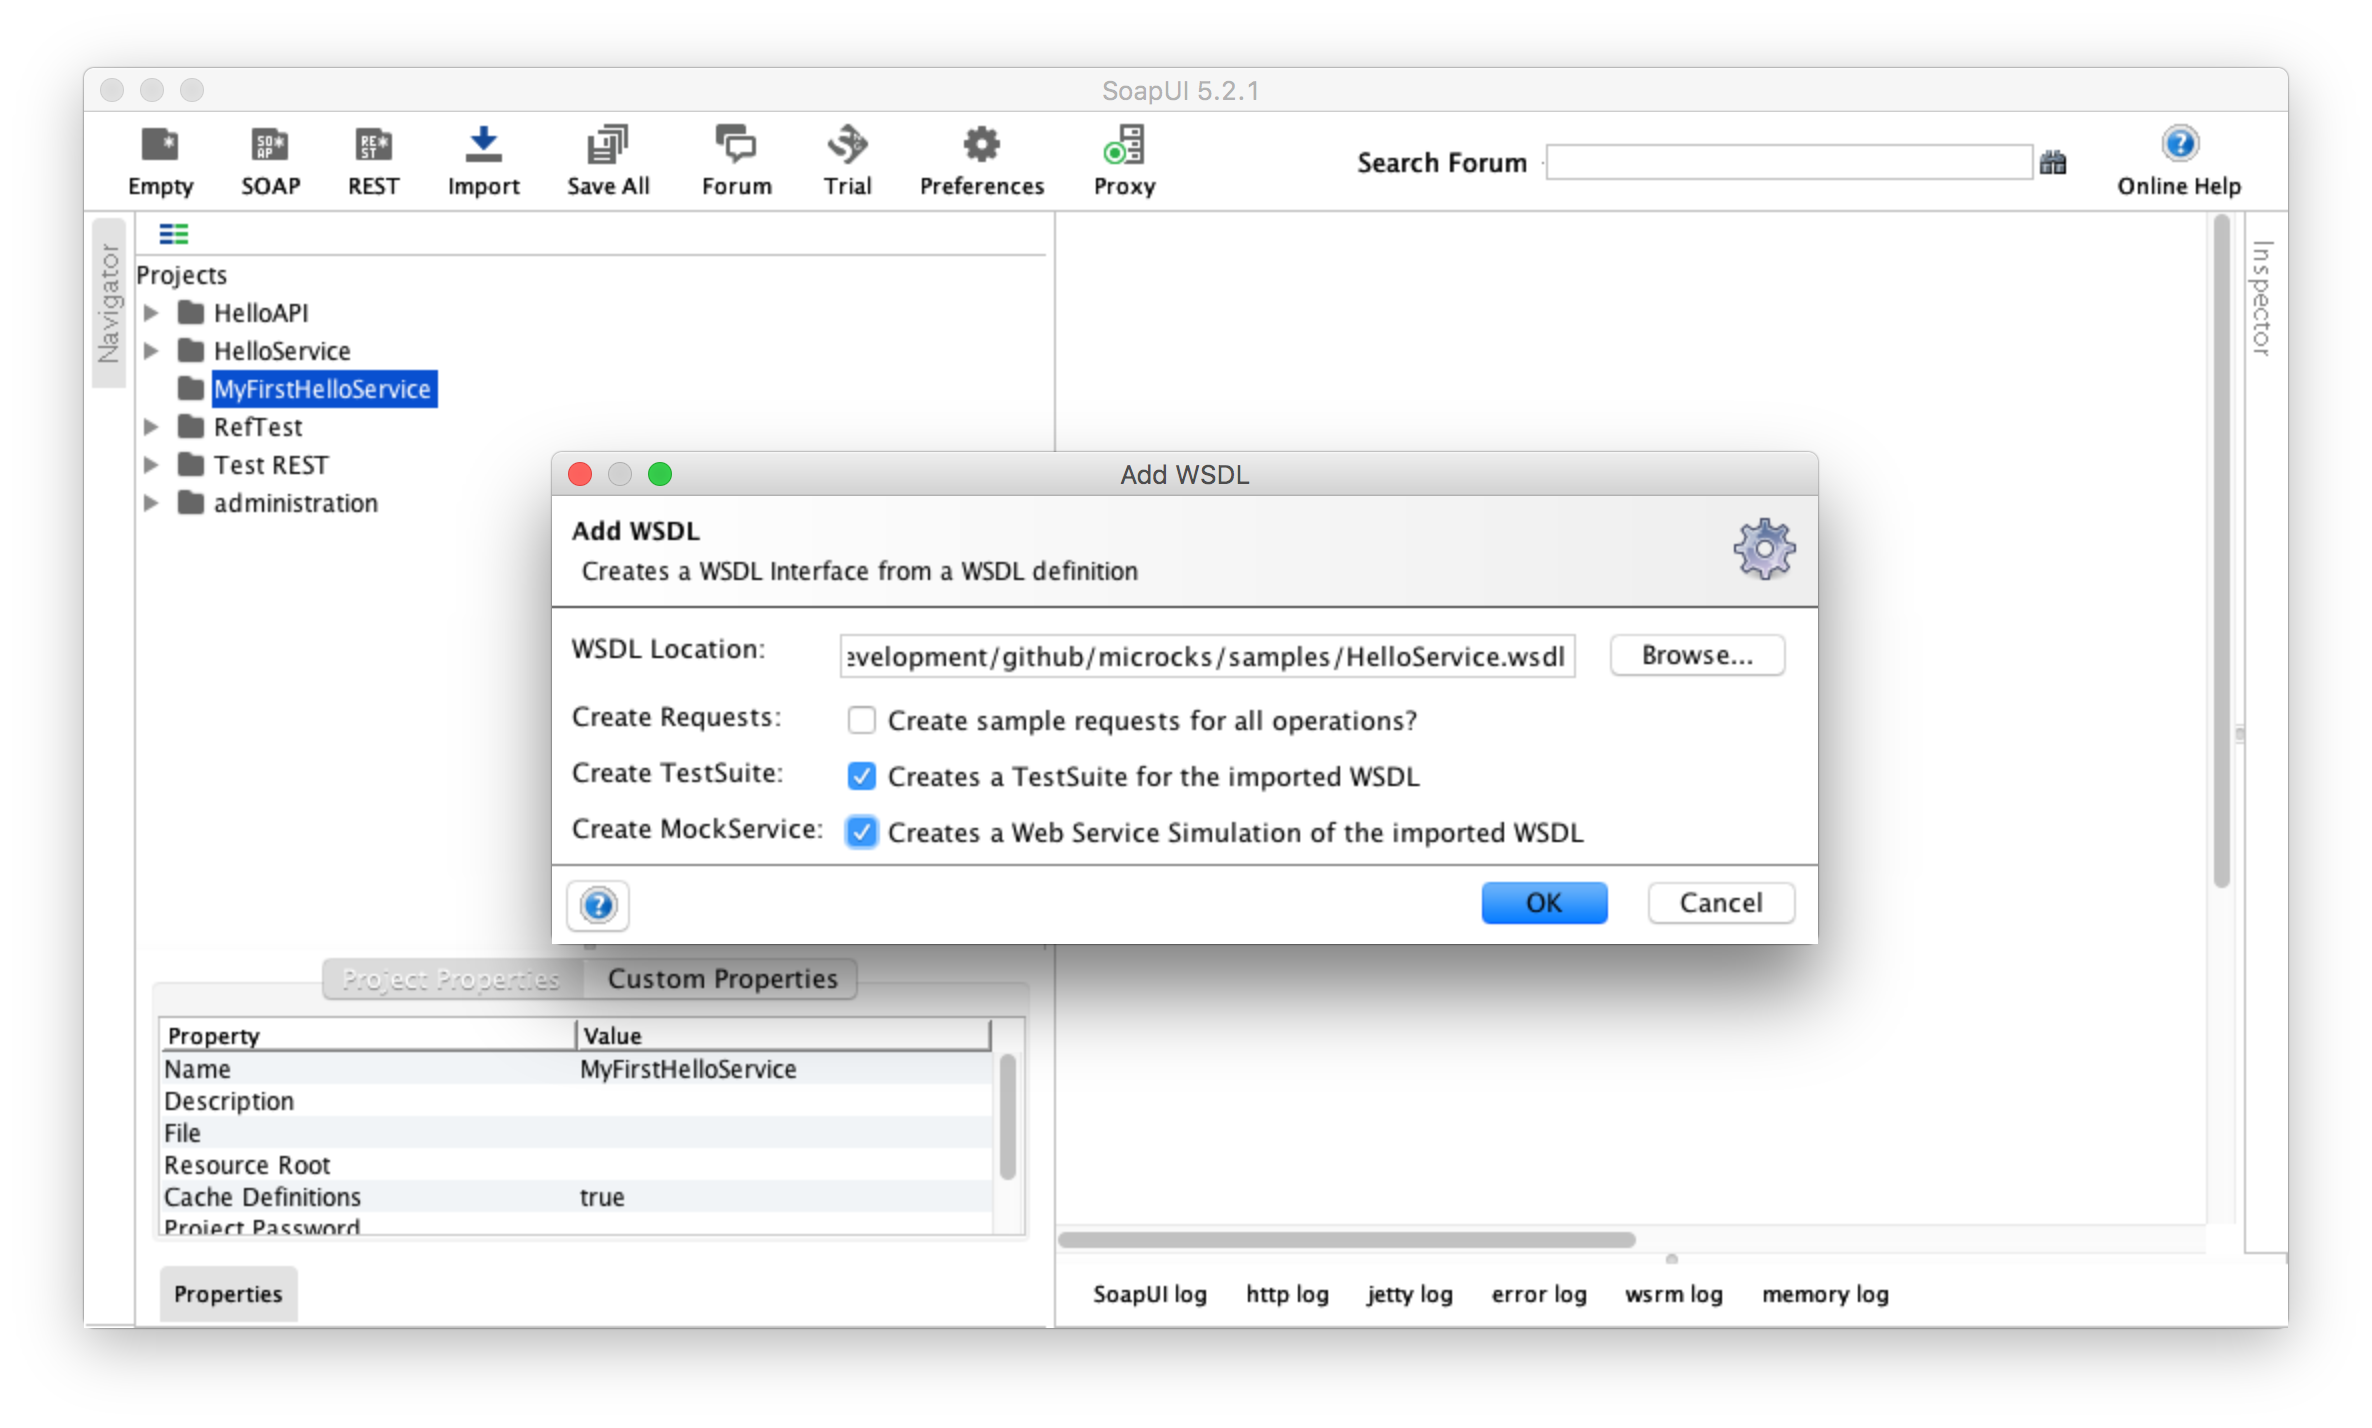 SoapUI 5.2.1
Empty
SOAP
REST
Import
Save All
Forum
Trial
Preferences
Proxy
Search Forum
Online Help
Navigator
Projects
HelloAPI
HelloService
MyFirstHelloService
RefTest
Test REST
administration
Inspector
Add WSDL
Add WSDL
Creates a WSDL Interface from a WSDL definition
WSDL Location: evelopment/github/microcks/samples/HelloService.wsdl Browse...
Create Requests: Create sample requests for all operations?
Create TestSuite: Creates a TestSuite for the imported WSDL
Create MockService: Creates a Web Service Simulation of the imported WSDL
OK Cancel
Project Properties Custom Properties
Property Value
Name MyFirstHelloService
Description
File
Resource Root
Cache Definitions true
Project Password
Properties
SoapUI log http log jetty log error log wsrm log memory log